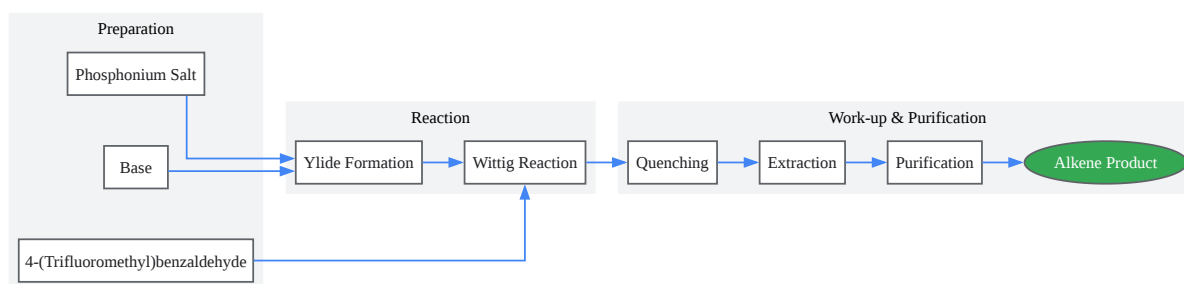 Preparation
Phosphonium Salt
Base
4-(Trifluoromethyl)benzaldehyde
Reaction
Ylide Formation
Wittig Reaction
Work-up & Purification
Quenching
Extraction
Purification
Alkene Product